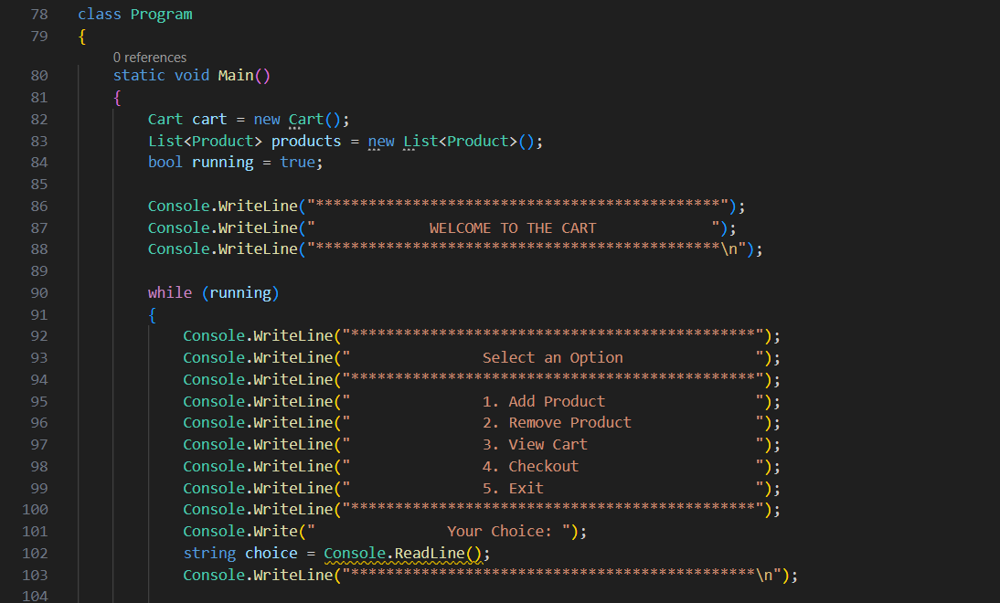 78 class Program
79 {
0 references
80 static void Main()
81 {
82 Cart cart = new Cart();
83 List<Product> products = new List<Product>();
84 bool running = true;
85
86 Console.WriteLine("**********************************************");
87 Console.WriteLine("             WELCOME TO THE CART             ");
88 Console.WriteLine("**********************************************\n");
89
90 while (running)
91 {
92 Console.WriteLine("**********************************************");
93 Console.WriteLine("               Select an Option               ");
94 Console.WriteLine("**********************************************");
95 Console.WriteLine("               1. Add Product                 ");
96 Console.WriteLine("               2. Remove Product              ");
97 Console.WriteLine("               3. View Cart                   ");
98 Console.WriteLine("               4. Checkout                    ");
99 Console.WriteLine("               5. Exit                        ");
100 Console.WriteLine("**********************************************");
101 Console.Write("               Your Choice: ");
102 string choice = Console.ReadLine();
103 Console.WriteLine("**********************************************\n");
104